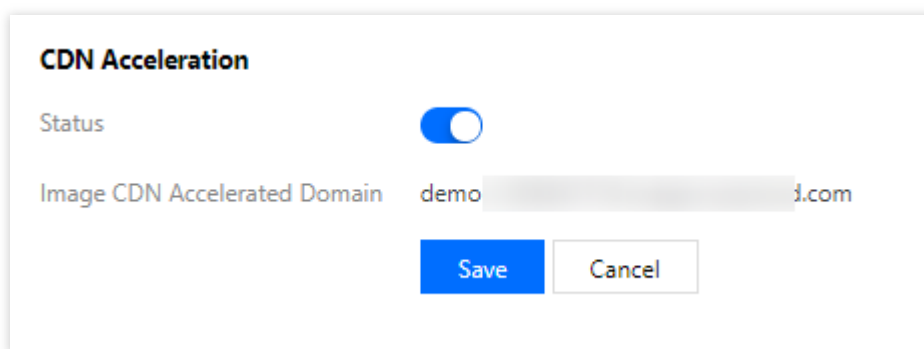 CDN Acceleration
Status
Image CDN Accelerated Domain demo d.com
Save Cancel